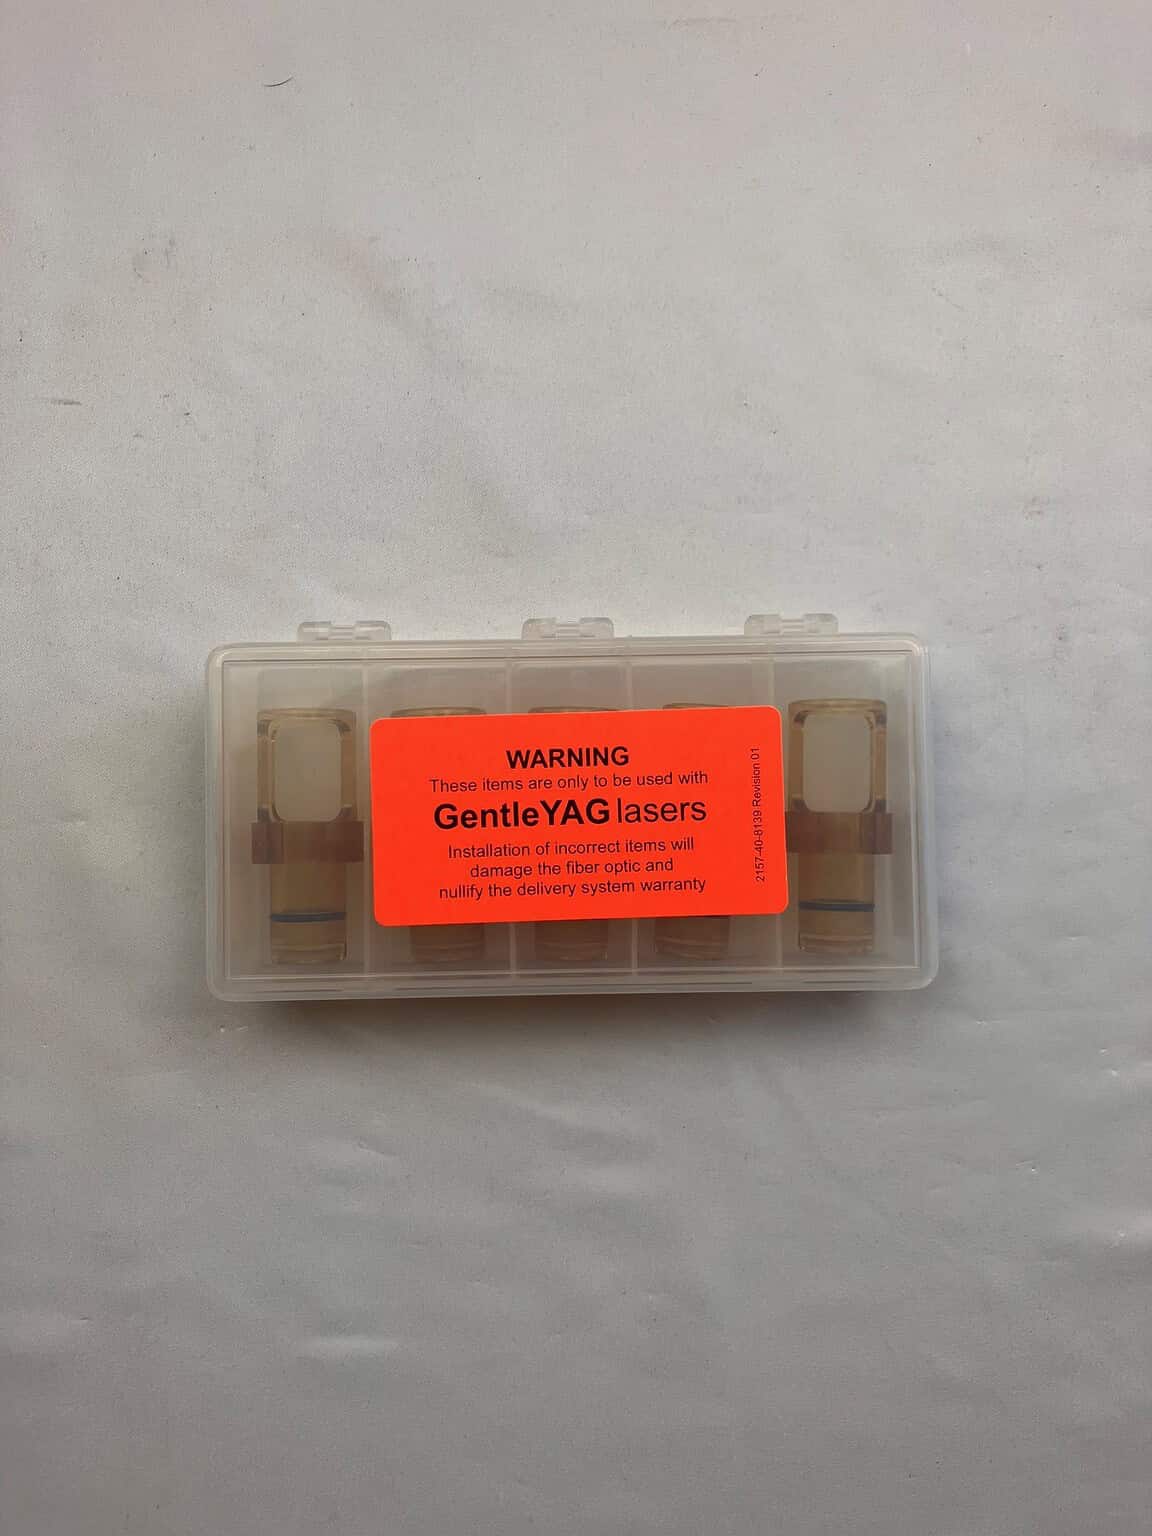 WARNING
These items are only to be used with
GentleYAG lasers
Installation of incorrect items will
damage the fiber optic and
nullify the delivery system warranty
2157-40-8139 Revision 01